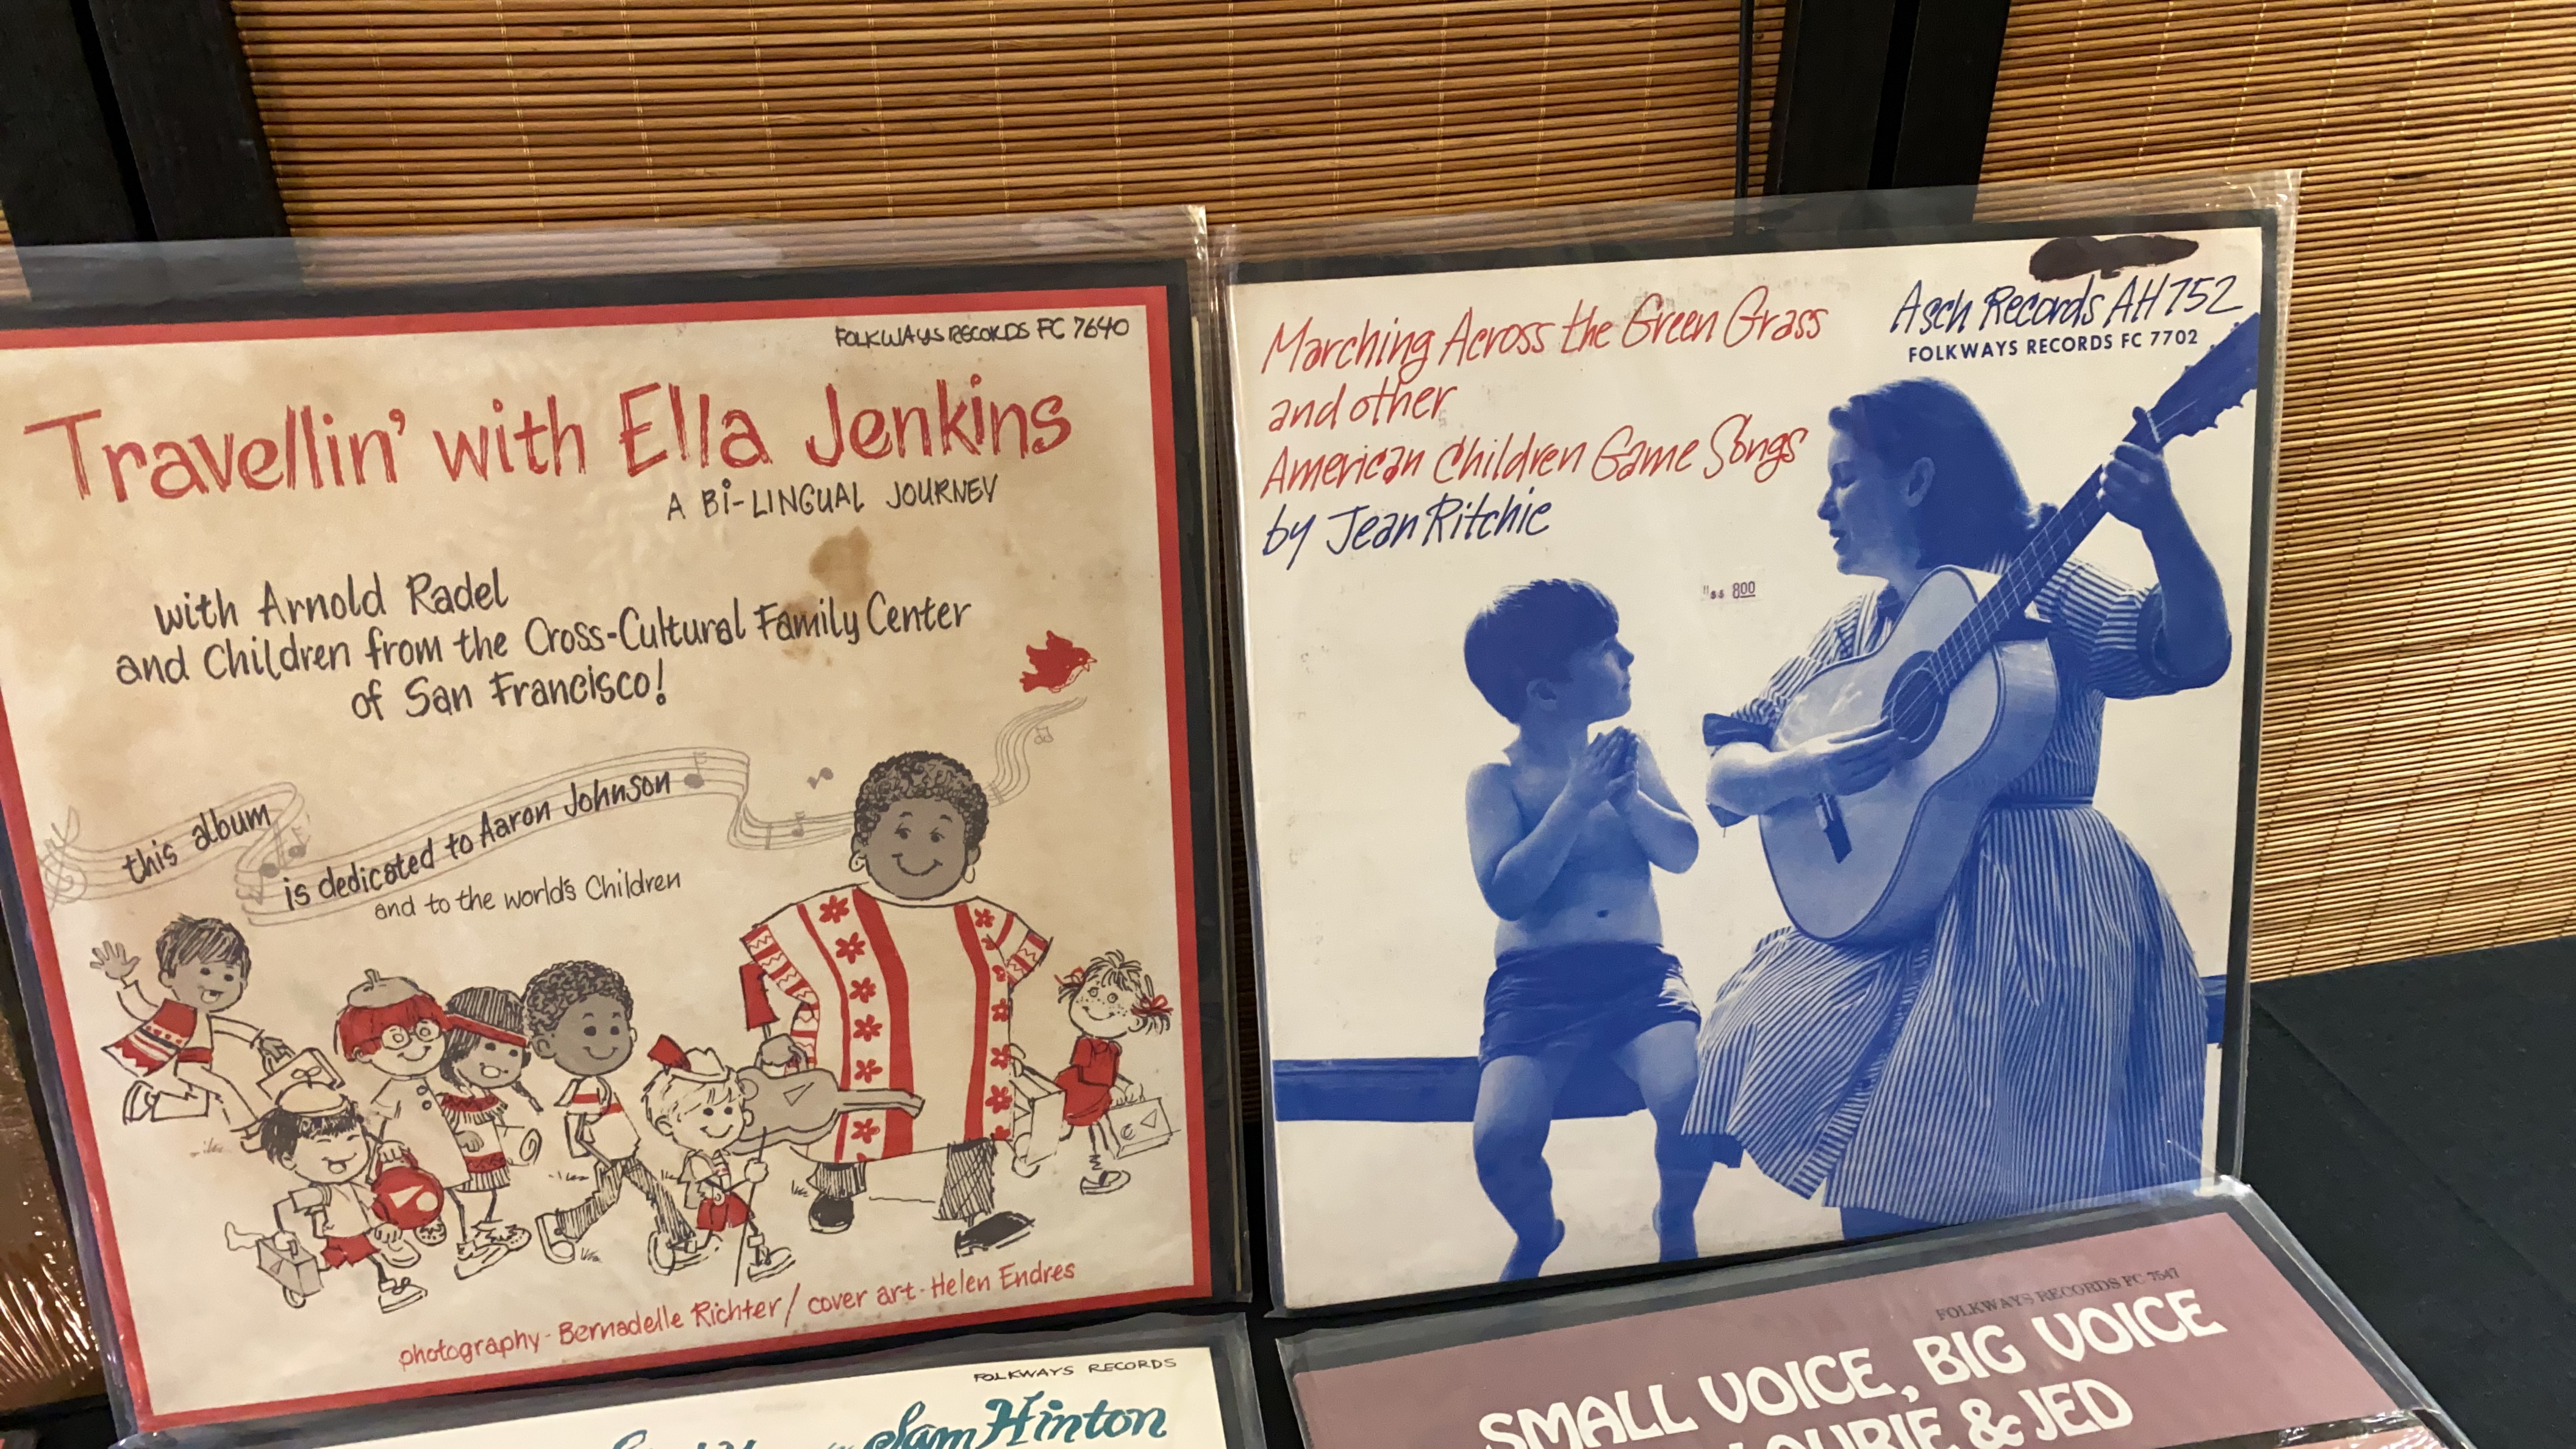 FOLKWAYS RECORDS FC 7640
Travellin' with Ella Jenkins
A Bi-LINGUAL JOURNEY
with Arnold Radel
and Children from the Cross-Cultural Family Center
of San Francisco!
this album
is dedicated to Aaron Johnson
and to the world's Children
photography - Bernadelle Richter / cover art - Helen Endres
Marching Across the Green Grass
and other
American Children Game Songs
by Jean Ritchie
Asch Records AH 752
FOLKWAYS RECORDS FC 7702
800
FOLKWAYS RECORDS
Sam Hinton
FOLKWAYS RECORDS FC 7547
SMALL VOICE, BIG VOICE
& JED